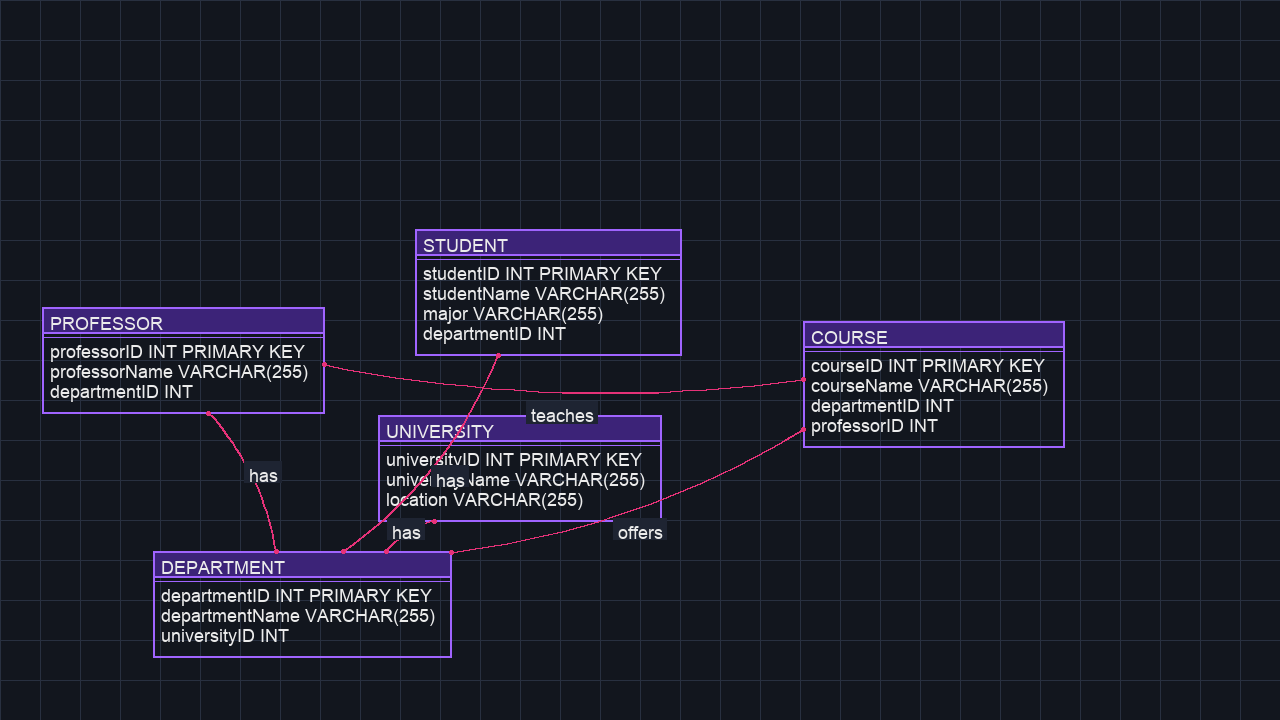 STUDENT
studentID INT PRIMARY KEY
studentName VARCHAR(255)
major VARCHAR(255)
departmentID INT
PROFESSOR
professorID INT PRIMARY KEY
professorName VARCHAR(255)
departmentID INT
COURSE
courseID INT PRIMARY KEY
courseName VARCHAR(255)
departmentID INT
professorID INT
teaches
UNIVERSITY
universityID INT PRIMARY KEY
VARCHAR(255)
location VARCHAR(255)
has
has
has
offers
DEPARTMENT
departmentID INT PRIMARY KEY
departmentName VARCHAR(255)
universityID INT